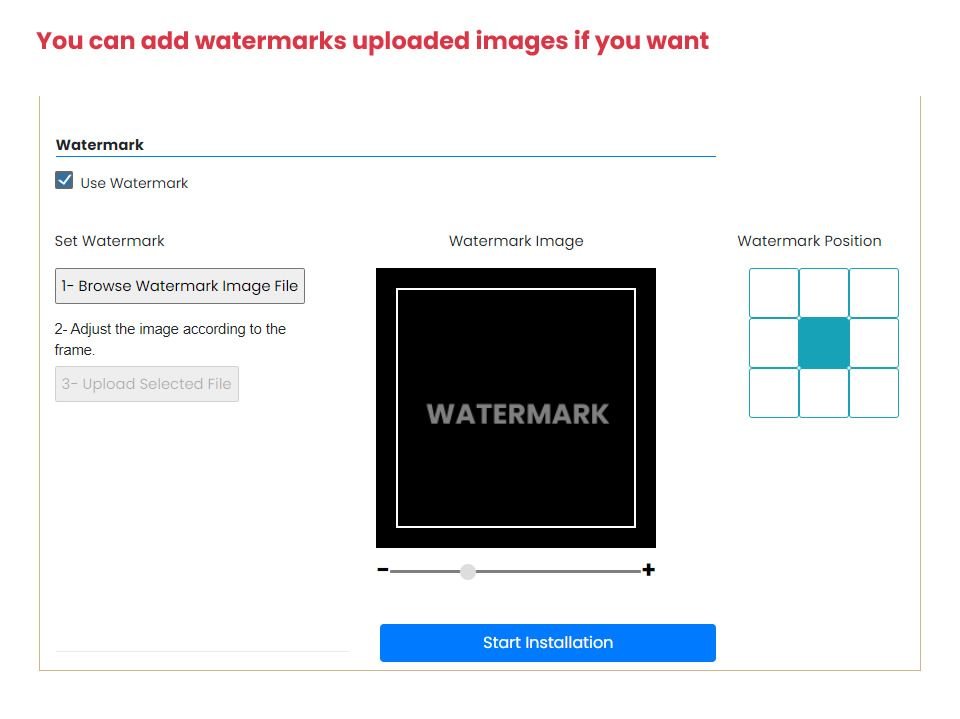 You can add watermarks uploaded images if you want
Watermark
Use Watermark
Set Watermark
Watermark Image
Watermark Position
1- Browse Watermark Image File
2- Adjust the image according to the
frame.
3- Upload Selected File
WATERMARK
- +
Start Installation